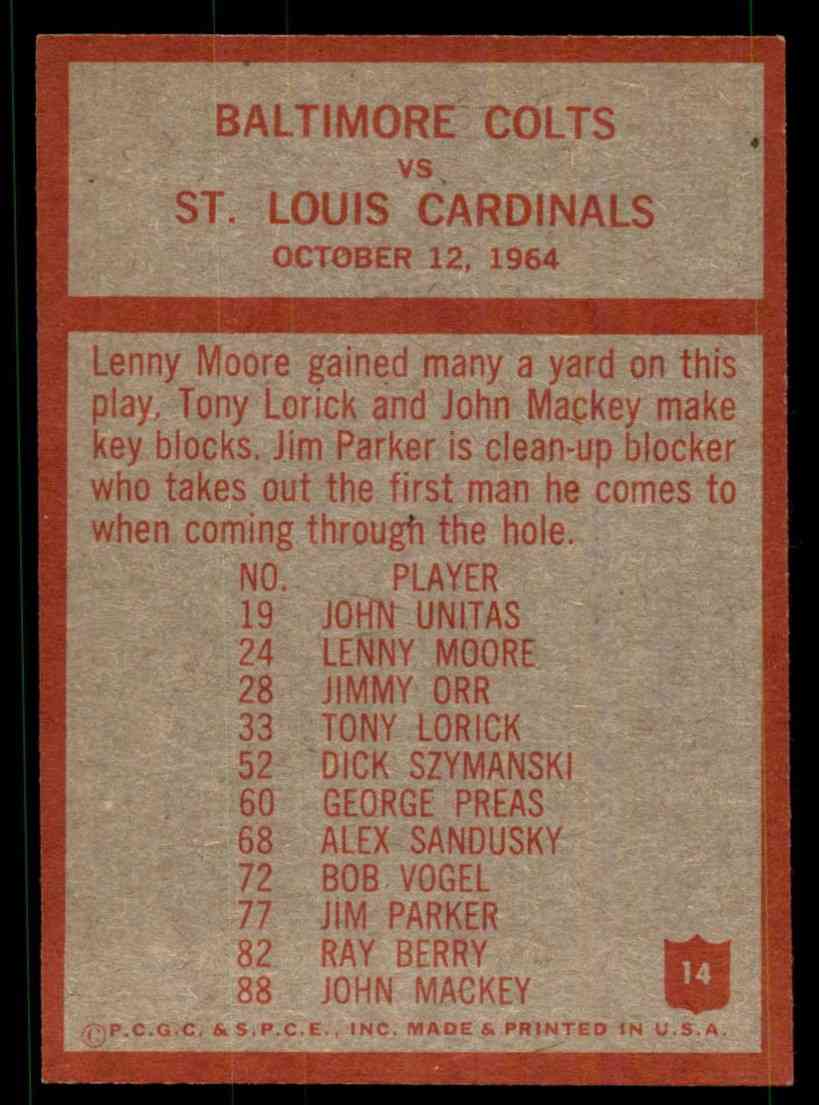 BALTIMORE COLTS
VS
ST. LOUIS CARDINALS
OCTOBER 12, 1964
Lenny Moore gained many a yard on this
play. Tony Lorick and John Mackey make
key blocks. Jim Parker is clean-up blocker
who takes out the first man he comes to
when coming through the hole.
NO. PLAYER
19 JOHN UNITAS
24 LENNY MOORE
28 JIMMY ORR
33 TONY LORICK
52 DICK SZYMANSKI
60 GEORGE PREAS
68 ALEX SANDUSKY
72 BOB VOGEL
77 JIM PARKER
82 RAY BERRY
88 JOHN MACKEY
14
©P.C.G.C. & S.P.C.E., INC. MADE & PRINTED IN U.S.A.